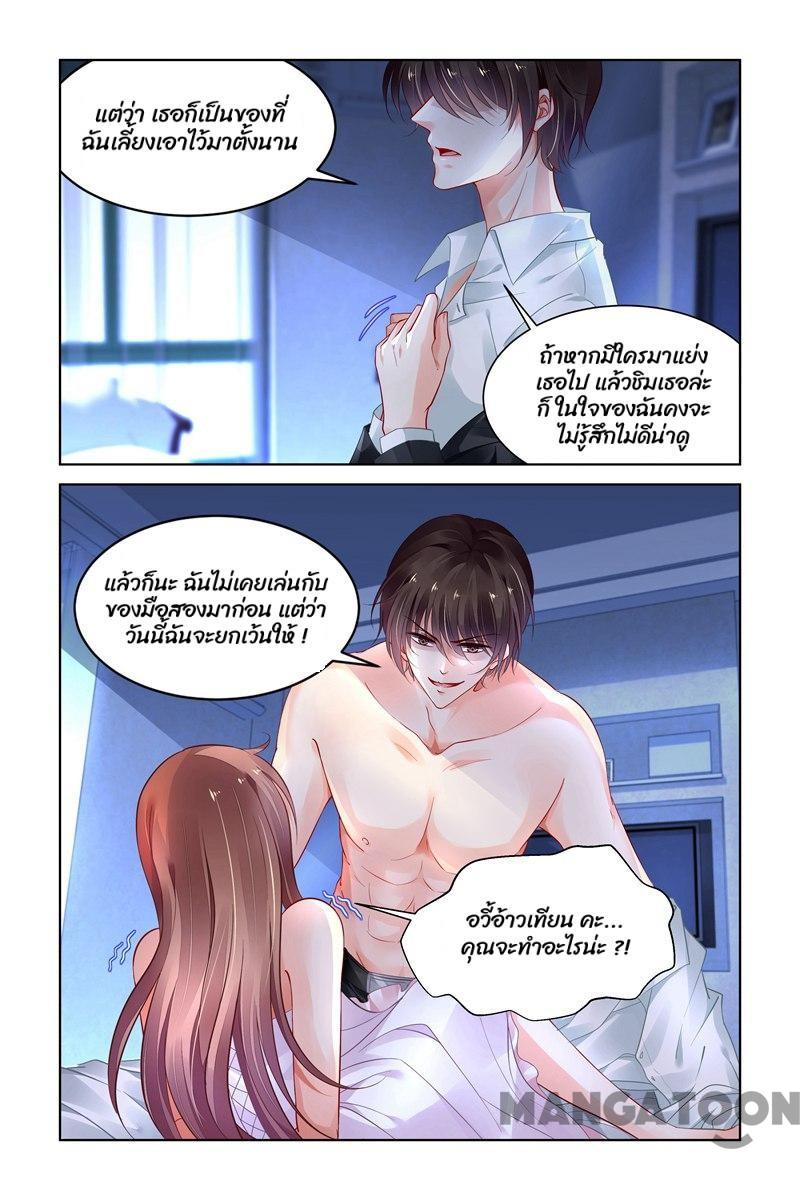 แต่ว่า เธอก็เป็นของที่
ฉันเลี้ยงเอาไว้มาตั้งนาน
ถ้าหากมีใครมาแย่ง
เธอไป แล้วชิมเธอล่ะ
ก็ ในใจของฉันคงจะ
ไม่รู้สึกไม่ดีน่าดู
แล้วก็นะ ฉันไม่เคยเล่นกับ
ของมือสองมาก่อน แต่ว่า
วันนี้ฉันจะยกเว้นให้ !
อวี้อ้าวเทียน คะ...
คุณจะทำอะไรน่ะ ?!
MANGATOON